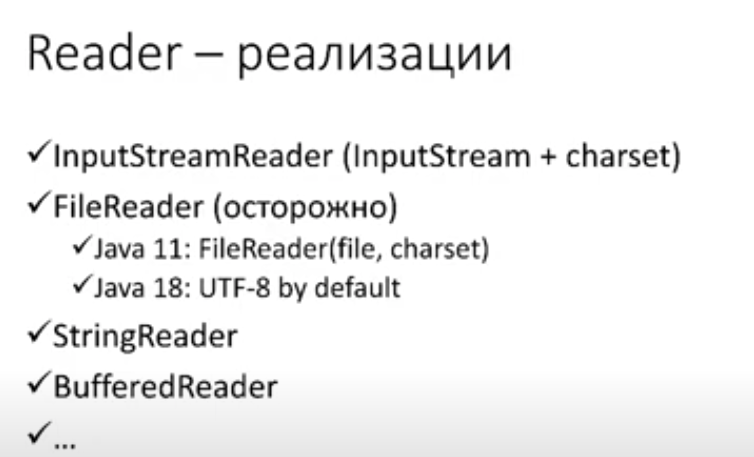 Reader – реализации
✓InputStreamReader (InputStream + charset)
✓FileReader (осторожно)
✓Java 11: FileReader(file, charset)
✓Java 18: UTF-8 by default
✓StringReader
✓BufferedReader
✓...